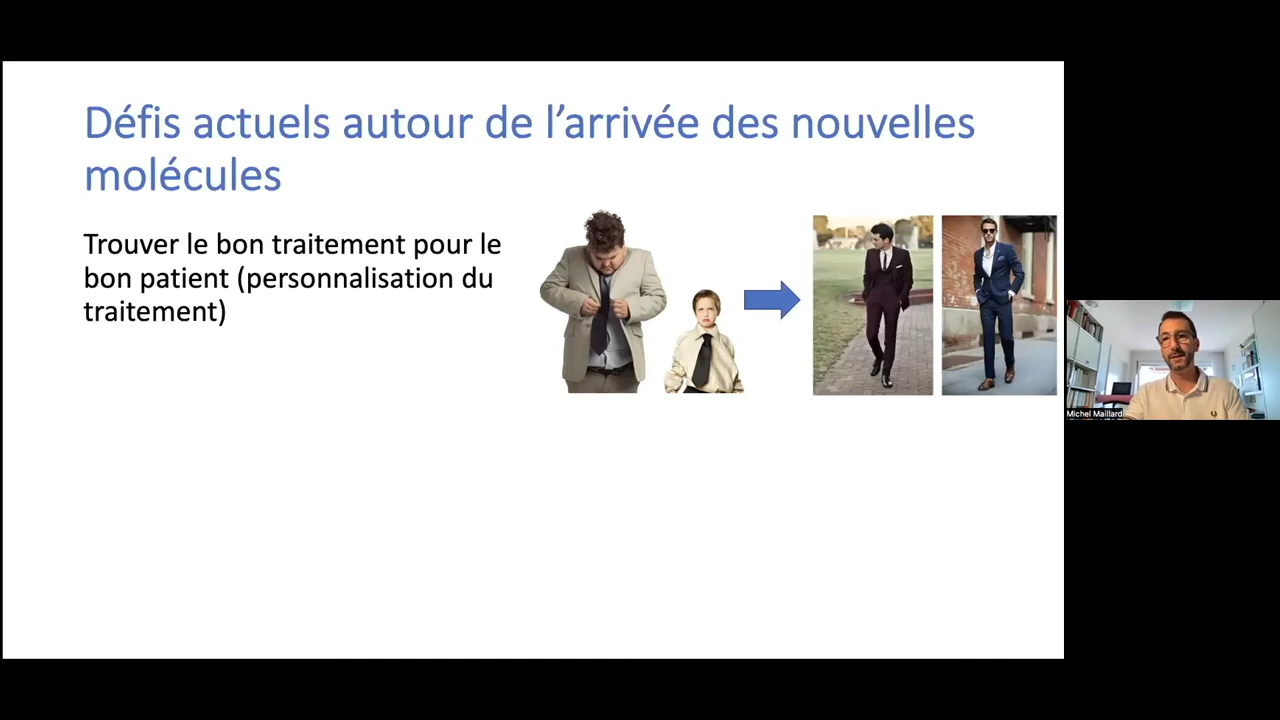 Défis actuels autour de l’arrivée des nouvelles
molécules
Trouver le bon traitement pour le
bon patient (personnalisation du
traitement)
Michel Maillard